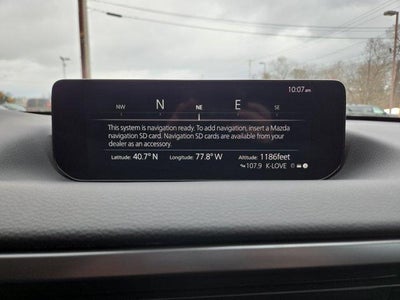 10:07am
NW N NE E SE
This system is navigation ready. To add navigation, insert a Mazda
navigation SD card. Navigation SD cards are available from your
dealer as an accessory.
Latitude: 40.7° N Longitude: 77.8° W Altitude: 1186feet
107.9 K-LOVE